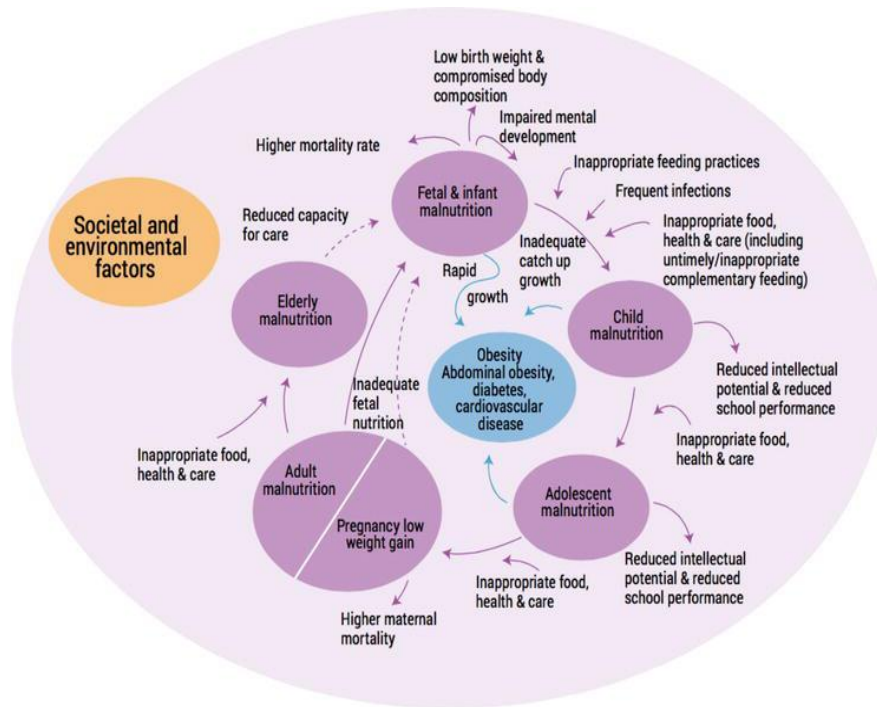 Low birth weight &
compromised body
composition
Impaired mental
development
Higher mortality rate
Inappropriate feeding practices
Fetal & infant
malnutrition
Frequent infections
Societal and
environmental
factors
Reduced capacity
for care
Inappropriate food,
health & care (including
untimely/inappropriate
complementary feeding)
Inadequate
catch up
growth
Rapid
growth
Elderly
malnutrition
Child
malnutrition
Obesity
Abdominal obesity,
diabetes,
cardiovascular
disease
Reduced intellectual
potential & reduced
school performance
Inadequate
fetal
nutrition
Inappropriate food,
health & care
Inappropriate food,
health & care
Adult
malnutrition
Pregnancy low
weight gain
Adolescent
malnutrition
Reduced intellectual
potential & reduced
school performance
Inappropriate food,
health & care
Higher maternal
mortality